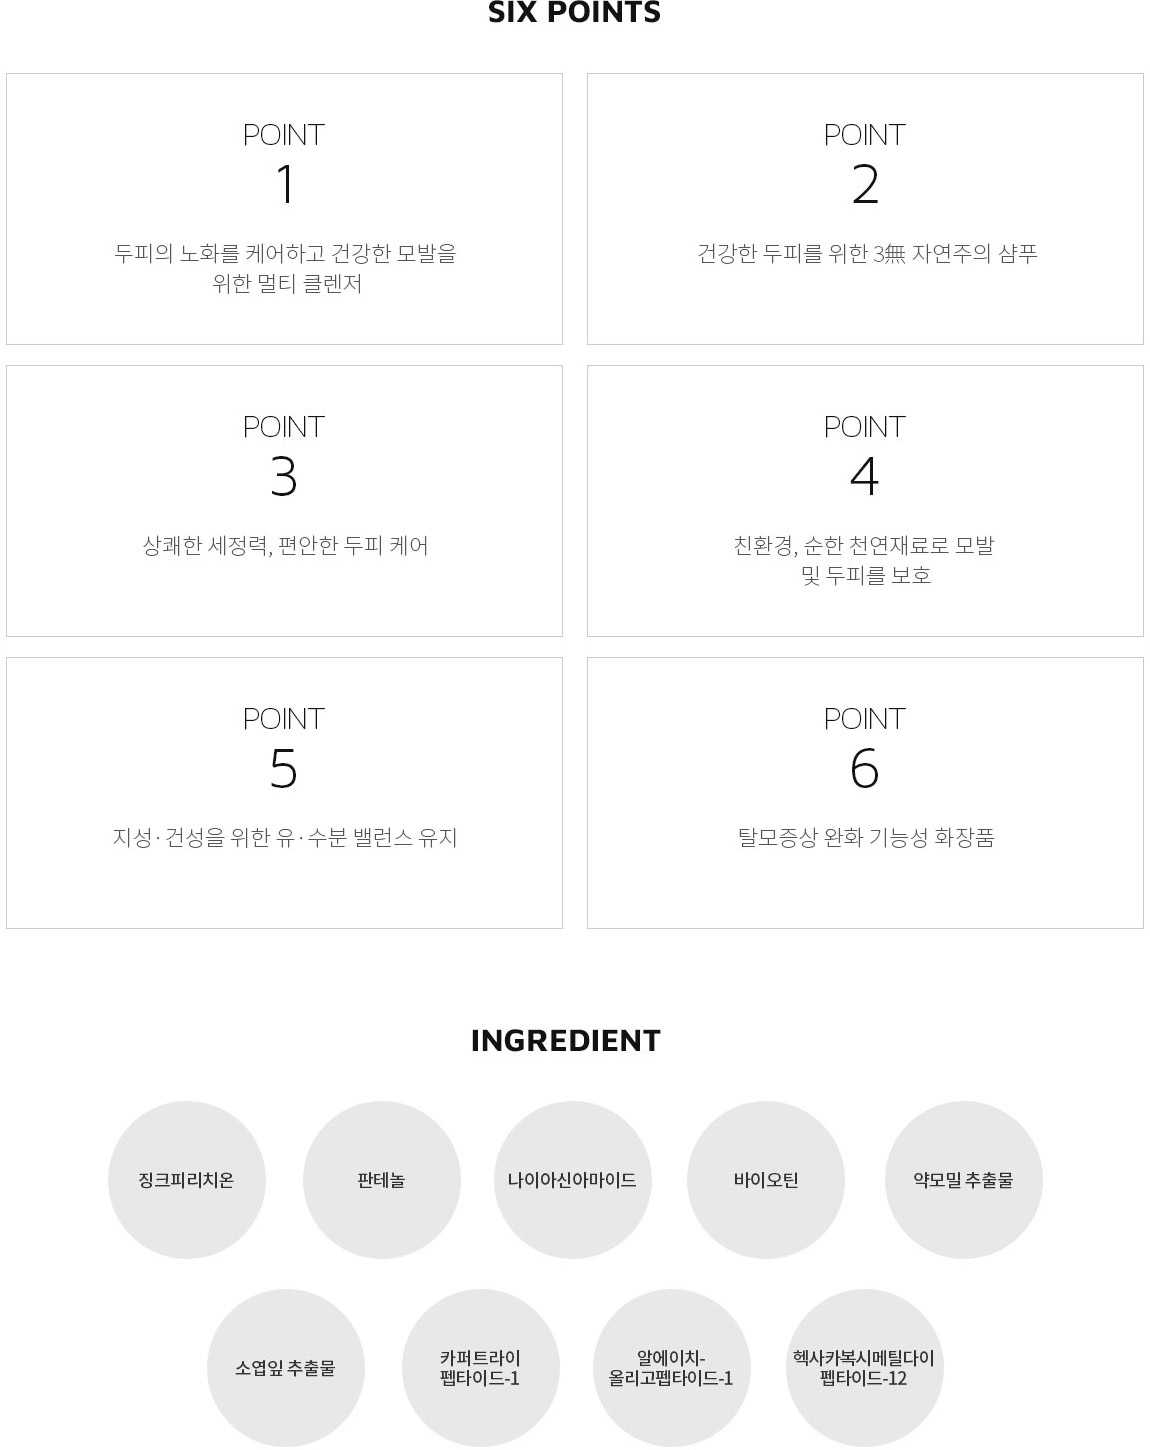 SIX POINTS
POINT
1
두피의 노화를 케어하고 건강한 모발을
위한 멀티 클렌저
POINT
2
건강한 두피를 위한 3無 자연주의 샴푸
POINT
3
상쾌한 세정력, 편안한 두피 케어
POINT
4
친환경, 순한 천연재료로 모발
및 두피를 보호
POINT
5
지성·건성을 위한 유·수분 밸런스 유지
POINT
6
탈모증상 완화 기능성 화장품
INGREDIENT
징크피리치온
판테놀
나이아신아마이드
바이오틴
약모밀 추출물
소엽잎 추출물
카퍼트라이
펩타이드-1
알에이치-
올리고펩타이드-1
헥사카복시메틸다이
펩타이드-12